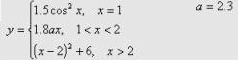 y = { 1.5cos² x, x = 1
1.8ax, 1 < x < 2
(x − 2)² + 6, x > 2
a = 2.3